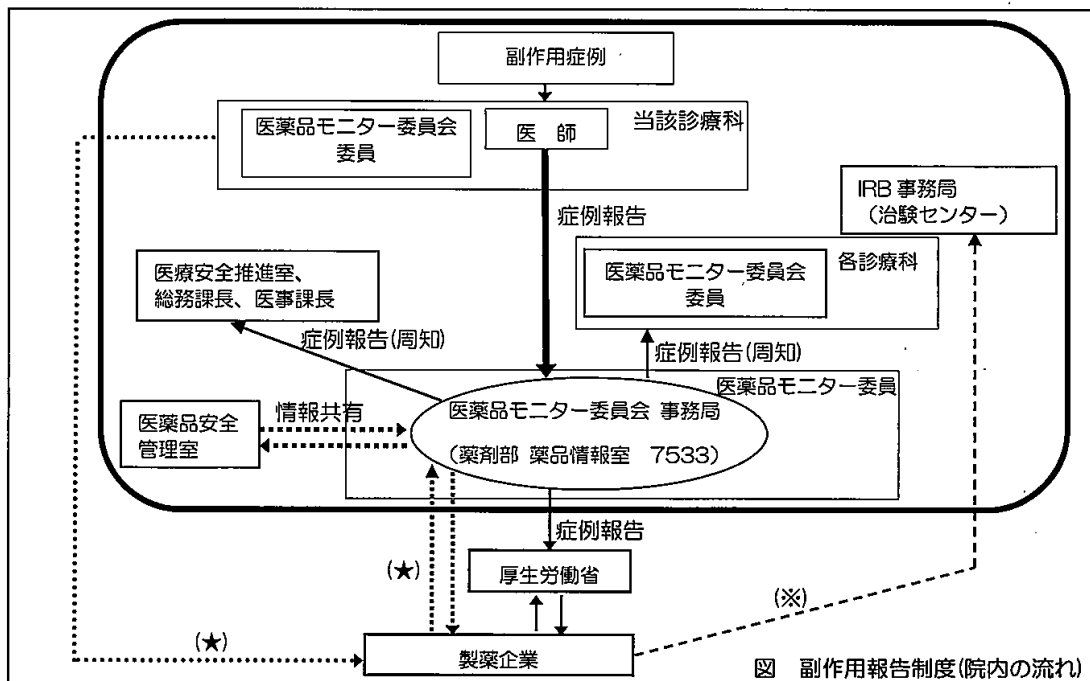 副作用症例
医薬品モニター委員会
委員
医 師
当該診療科
IRB 事務局
(治験センター)
症例報告
各診療科
医薬品モニター委員会
委員
医療安全推進室、
総務課長、医事課長
症例報告(周知)
症例報告(周知)
医薬品モニター委員
医薬品モニター委員会 事務局
(薬剤部 薬品情報室 7533)
医薬品安全
管理室
情報共有
症例報告
(★)
厚生労働省
(※)
(★)
製薬企業
図 副作用報告制度(院内の流れ)